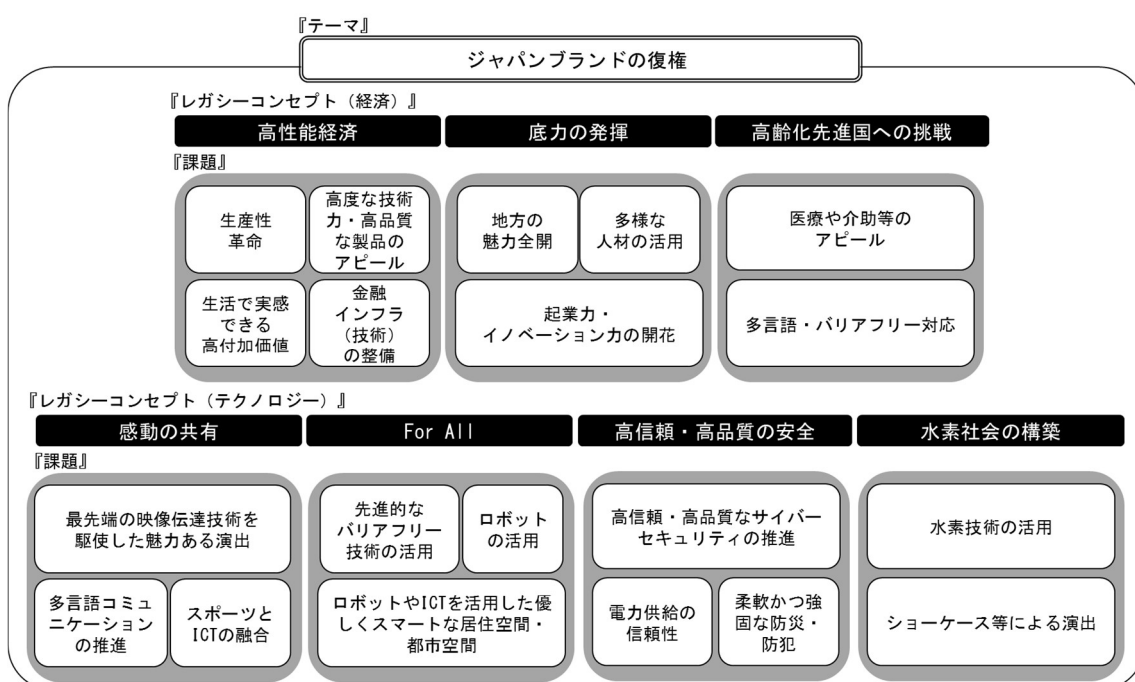 『テーマ』
ジャパンブランドの復権
『レガシーコンセプト（経済）』
高性能経済
底力の発揮
高齢化先進国への挑戦
『課題』
生産性
革命
高度な技術
力・高品質
な製品の
アピール
生活で実感
できる
高付加価値
金融
インフラ
（技術）
の整備
地方の
魅力全開
多様な
人材の活用
起業力・
イノベーション力の開花
医療や介助等の
アピール
多言語・バリアフリー対応
『レガシーコンセプト（テクノロジー）』
感動の共有
For All
高信頼・高品質の安全
水素社会の構築
『課題』
最先端の映像伝達技術を
駆使した魅力ある演出
多言語コミュ
ニケーション
の推進
スポーツと
ICTの融合
先進的な
バリアフリー
技術の活用
ロボット
の活用
ロボットやICTを活用した優
しくスマートな居住空間・
都市空間
高信頼・高品質なサイバー
セキュリティの推進
電力供給の
信頼性
柔軟かつ強
固な防災・
防犯
水素技術の活用
ショーケース等による演出